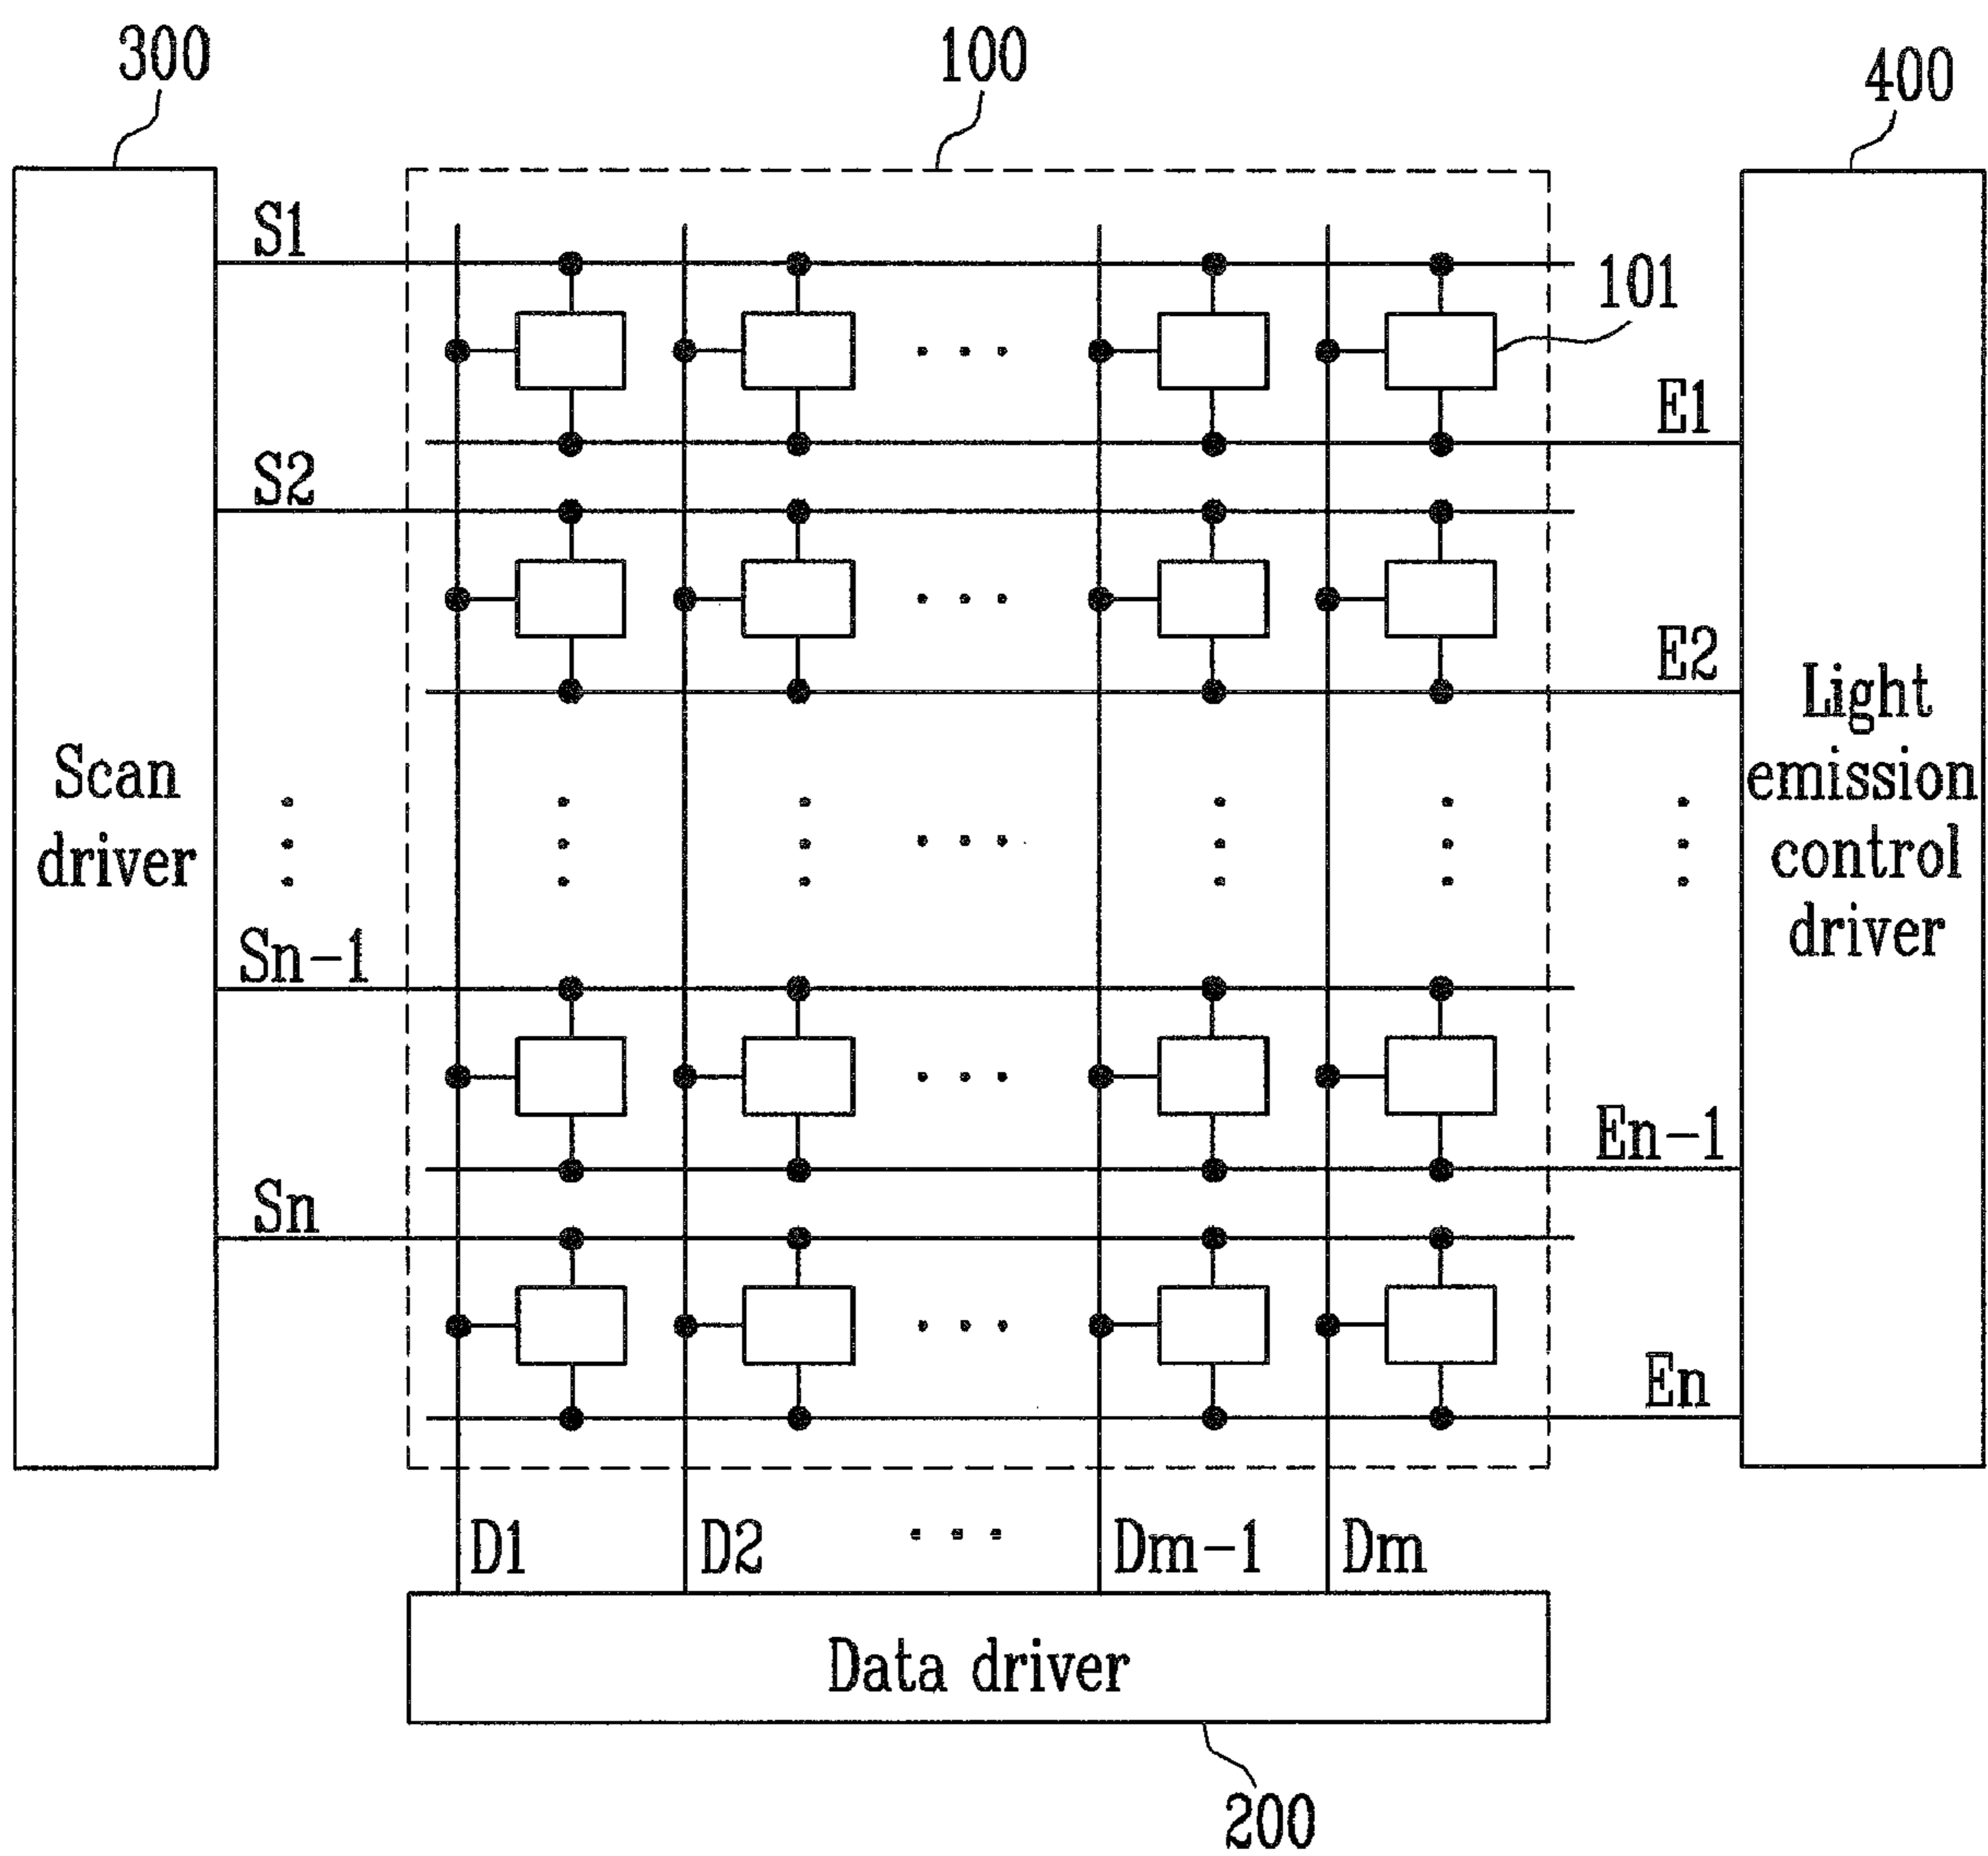 300
100
400
S1
101
E1
S2
E2
Scan
driver
Light
emission
control
driver
Sn-1
En-1
Sn
En
D1
D2
Dm-1
Dm
Data driver
200